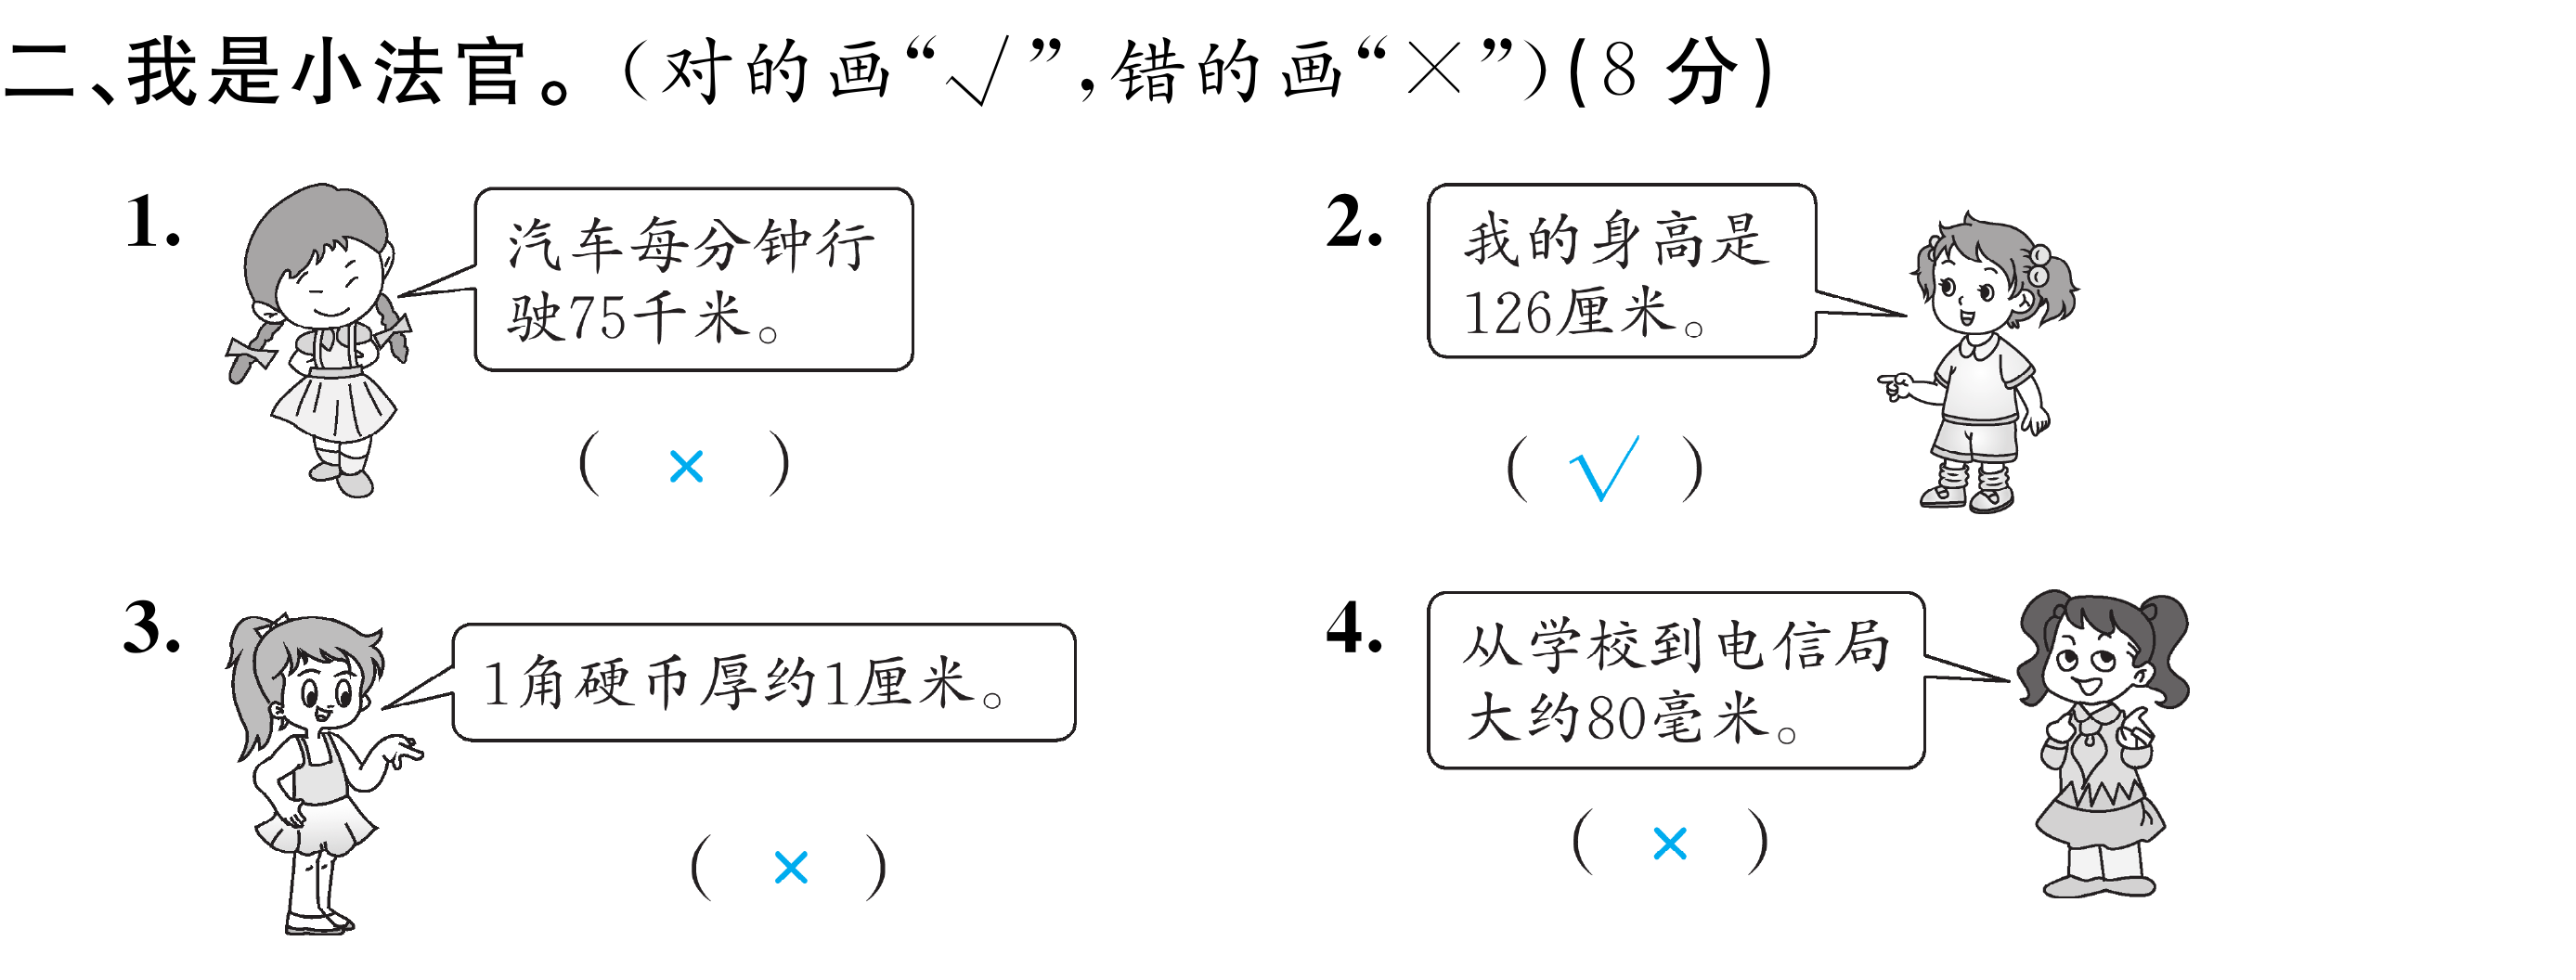 二、我是小法官。(对的画“√”,错的画“×”)(8 分)
1. 汽车每分钟行
驶75千米。
( × )
2. 我的身高是
126厘米。
( √ )
3. 1角硬币厚约1厘米。
( × )
4. 从学校到电信局
大约80毫米。
( × )